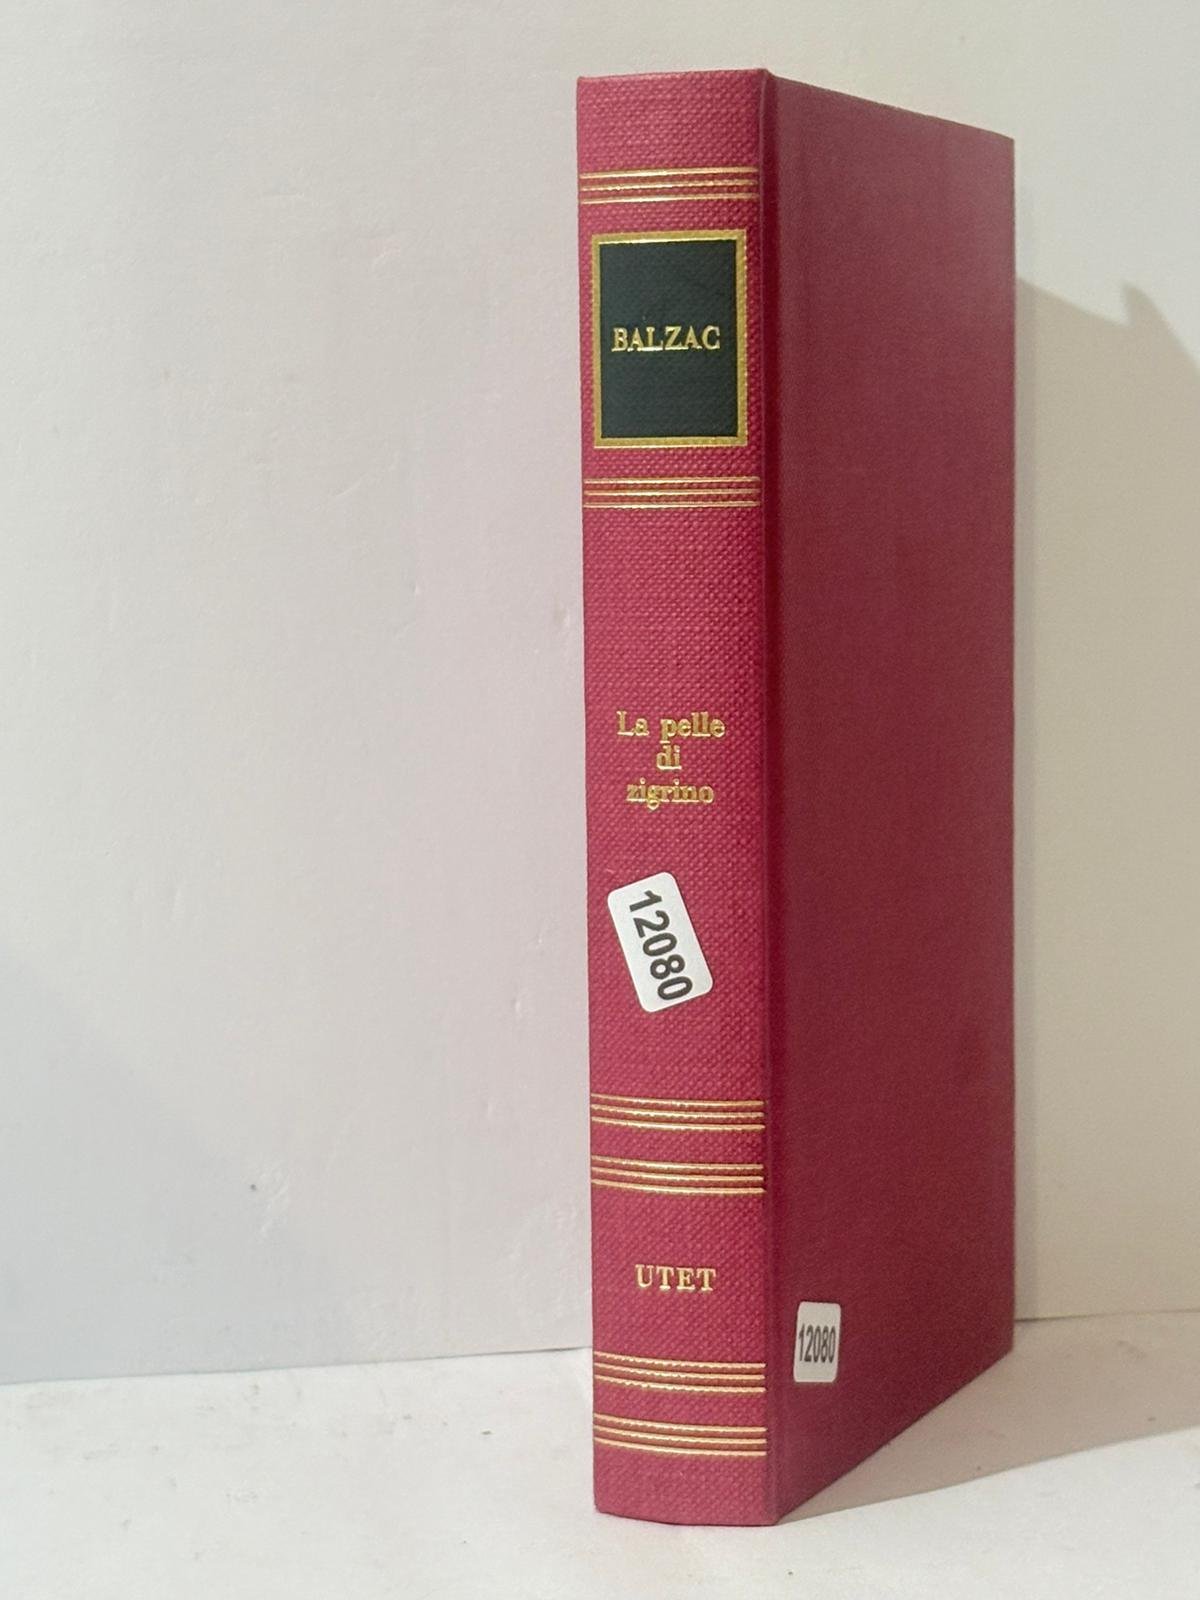 BALZAC
La pelle
di
zigrino
12080
UTET
12080